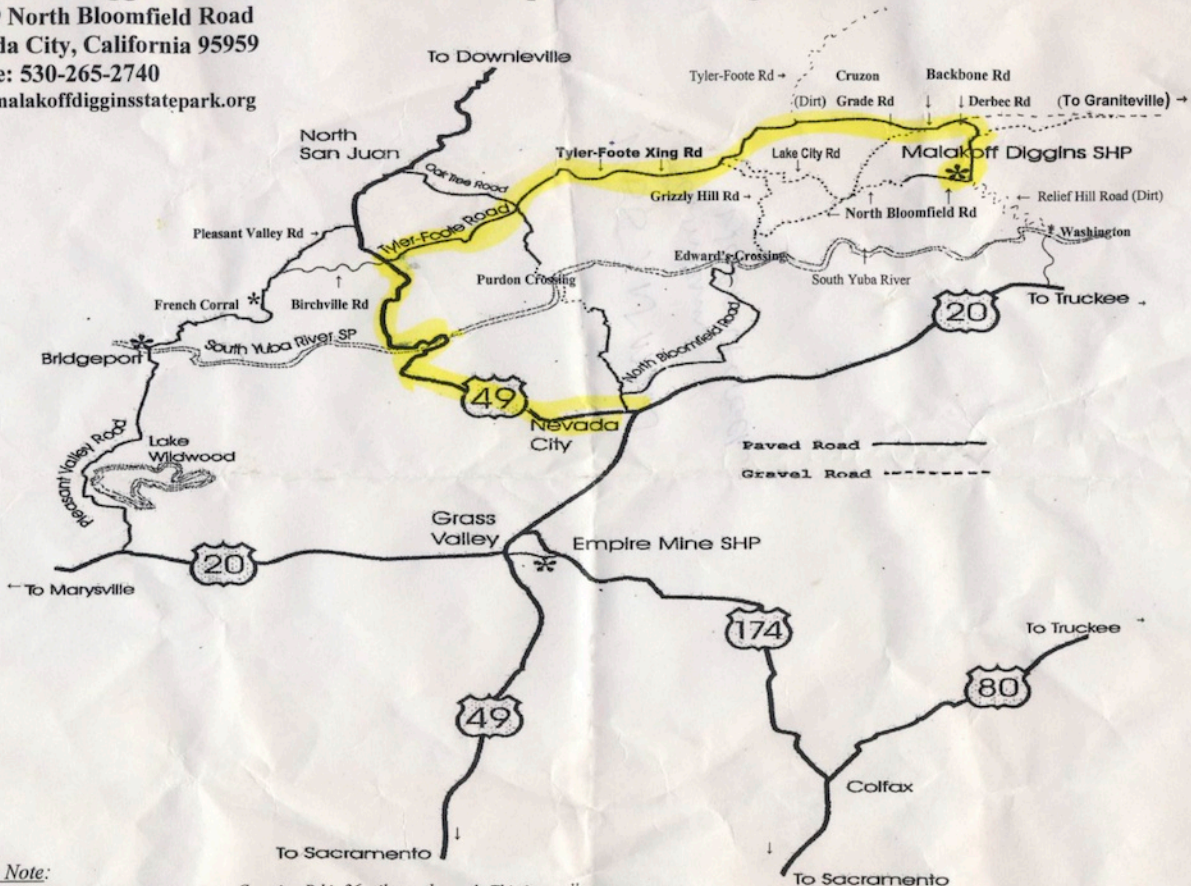 North Bloomfield Road
da City, California 95959
e: 530-265-2740
malakoffdigginsstatepark.org
To Downieville
Tyler-Foote Rd →
Cruzon
Backbone Rd
(Dirt) Grade Rd
↓ Derbec Rd
(To Graniteville) →
North
San Juan
Tyler-Foote Xing Rd
Lake City Rd
Malakoff Diggins SHP
Oak Tree Road
Grizzly Hill Rd →
← Relief Hill Road (Dirt)
← North Bloomfield Rd
Tyler-Foote Road
Pleasant Valley Rd →
Washington
Edward's Crossing
Purdon Crossing
South Yuba River
French Corral
Birchville Rd
20
To Truckee →
Bridgeport
South Yuba River SP
North Bloomfield Road
49
Nevada
City
Paved Road
Gravel Road
Pleasant Valley Road
Lake
Wildwood
Grass
Valley
Empire Mine SHP
20
← To Marysville
174
To Truckee →
80
49
Colfax
To Sacramento
To Sacramento
Note: